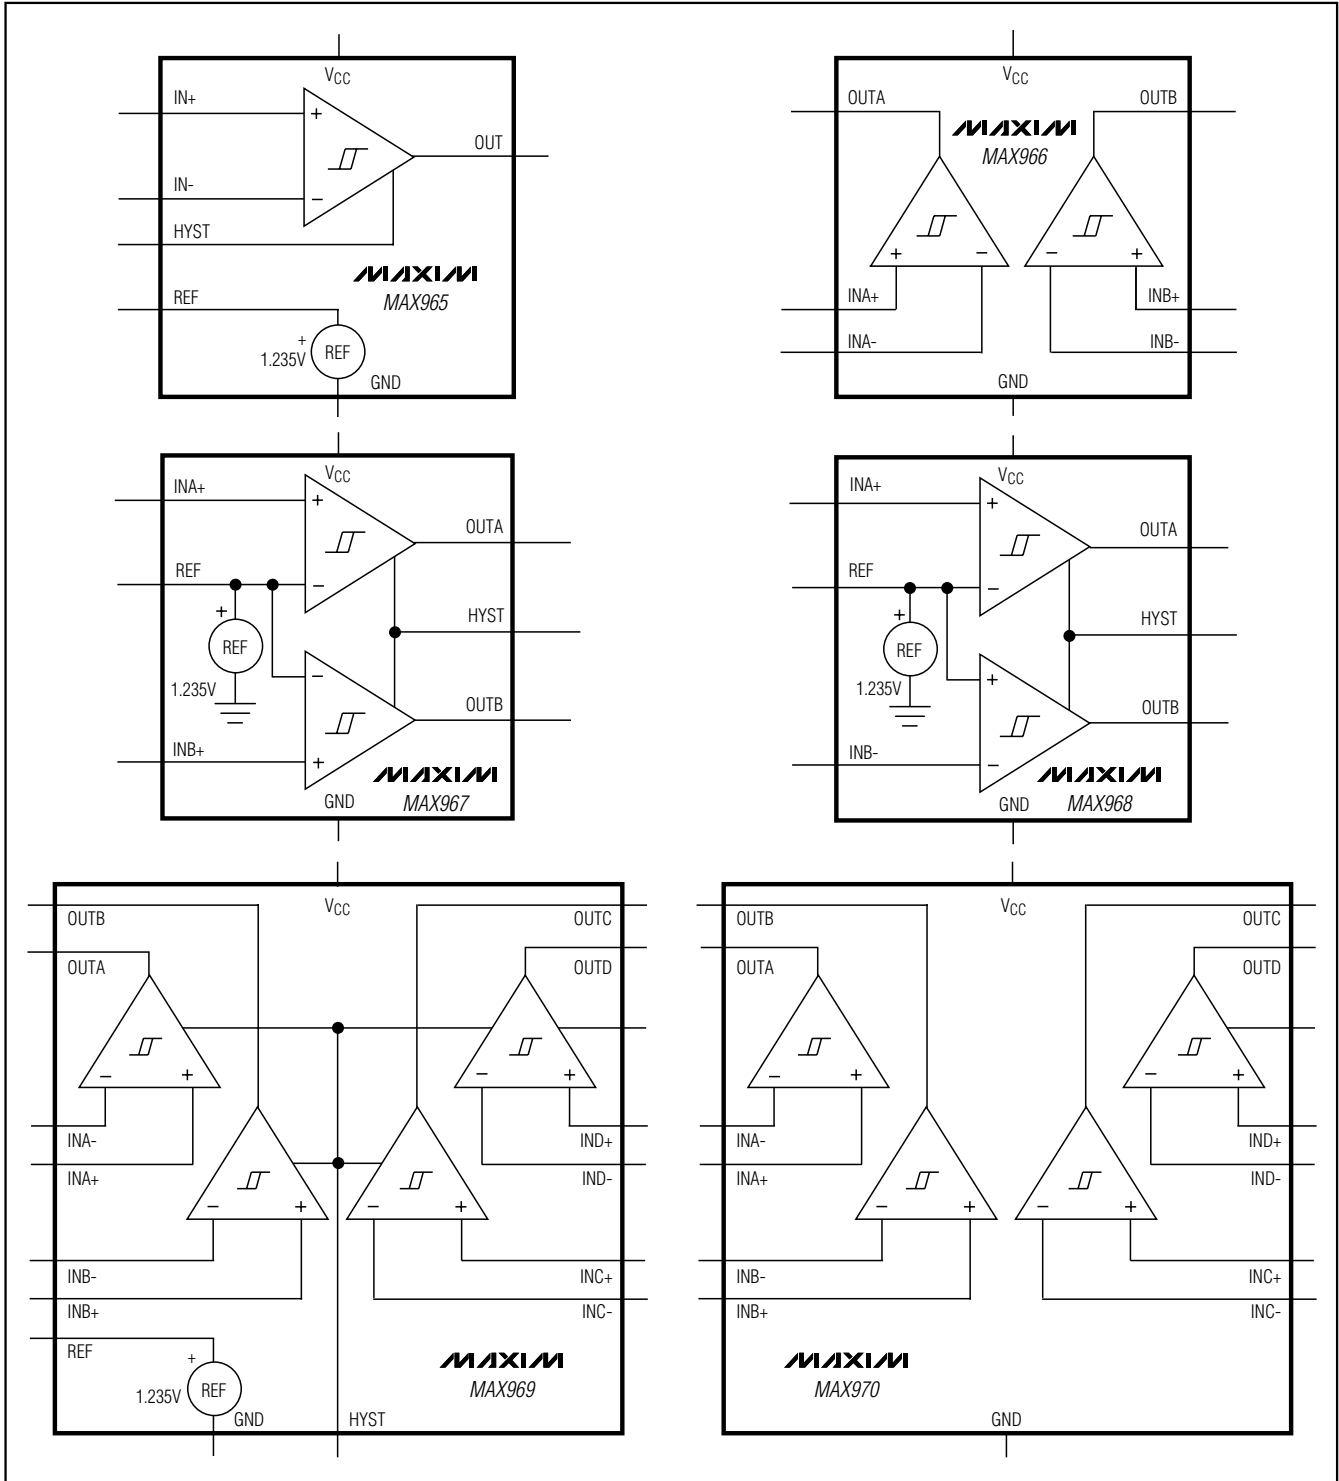 VCC
IN+
+
OUT
IN-
−
HYST
MAXIM
MAX965
REF
+
1.235V
REF
GND
VCC
OUTA
OUTB
MAXIM
MAX966
+
−
−
+
INA+
INB+
INA-
INB-
GND
VCC
INA+
+
OUTA
REF
−
+
HYST
REF
1.235V
−
OUTB
INB+
+
MAXIM
GND
MAX967
VCC
INA+
+
OUTA
REF
−
+
HYST
REF
1.235V
+
OUTB
INB-
−
MAXIM
GND
MAX968
VCC
OUTB
OUTC
OUTA
OUTD
−
+
−
+
INA-
IND+
INA+
IND-
−
+
−
+
INB-
INC+
INB+
INC-
REF
+
MAXIM
1.235V
REF
MAX969
GND
HYST
VCC
OUTB
OUTC
OUTA
OUTD
−
+
−
+
INA-
IND+
INA+
IND-
−
+
−
+
INB-
INC+
INB+
INC-
MAXIM
MAX970
GND